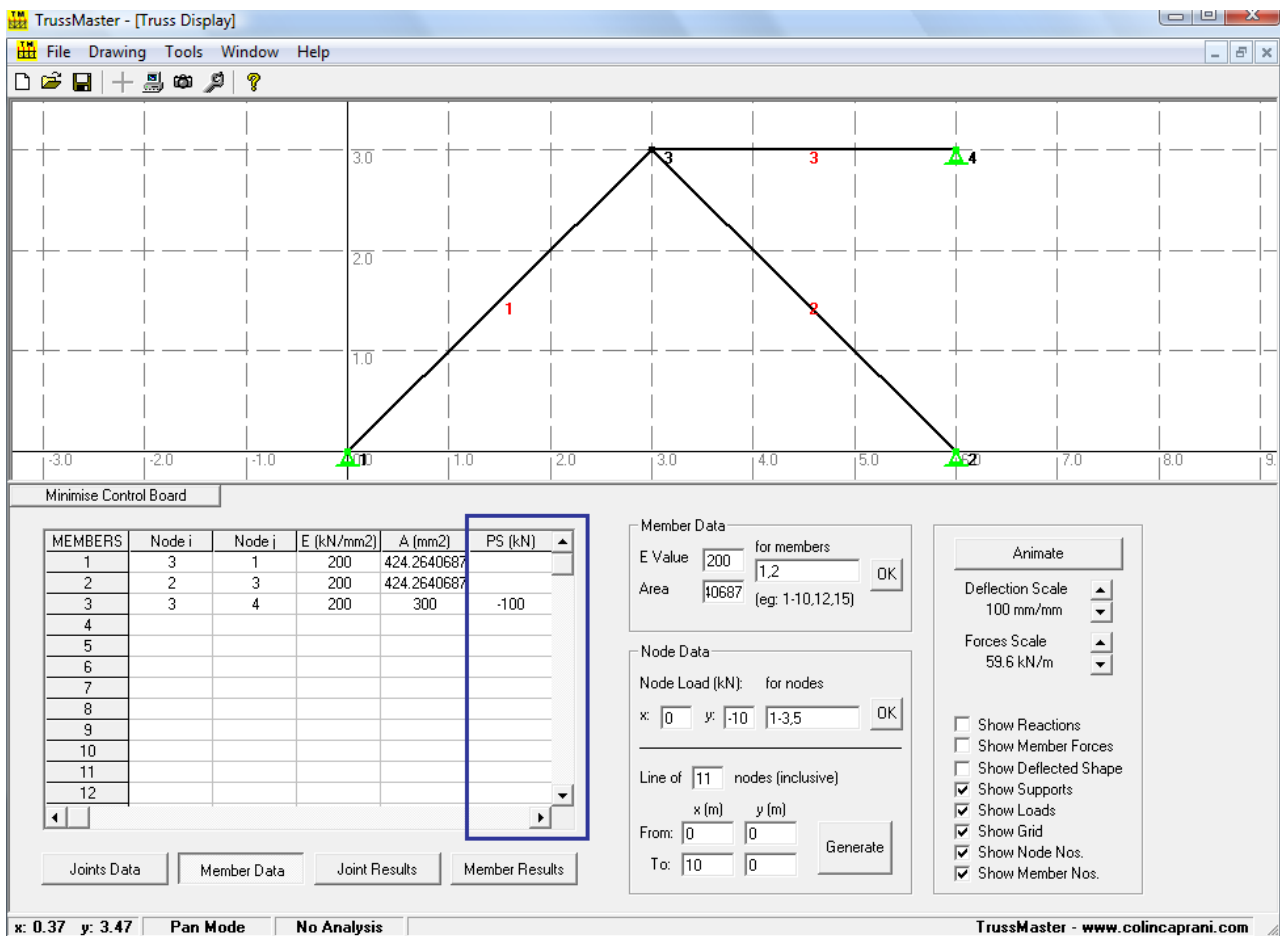 TrussMaster - [Truss Display]
File Drawing Tools Window Help
3.0
3
3
4
2.0
1
2
1.0
-3.0 -2.0 -1.0 1 1.0 2.0 3.0 4.0 5.0 2 7.0 8.0 9.
Minimise Control Board
MEMBERS Node i Node j E (kN/mm2) A (mm2) PS (kN)
1 3 1 200 424.2640687
2 2 3 200 424.2640687
3 3 4 200 300 -100
4
5
6
7
8
9
10
11
12
Joints Data Member Data Joint Results Member Results
Member Data
E Value 200 for members 1,2 OK
Area 40687 (eg: 1-10,12,15)
Node Data
Node Load (kN): for nodes
x: 0 y: -10 1-3,5 OK
Line of 11 nodes (inclusive)
x (m) y (m)
From: 0 0
To: 10 0
Generate
Animate
Deflection Scale
100 mm/mm
Forces Scale
59.6 kN/m
Show Reactions
Show Member Forces
Show Deflected Shape
Show Supports
Show Loads
Show Grid
Show Node Nos.
Show Member Nos.
x: 0.37 y: 3.47 Pan Mode No Analysis TrussMaster - www.colincaprani.com